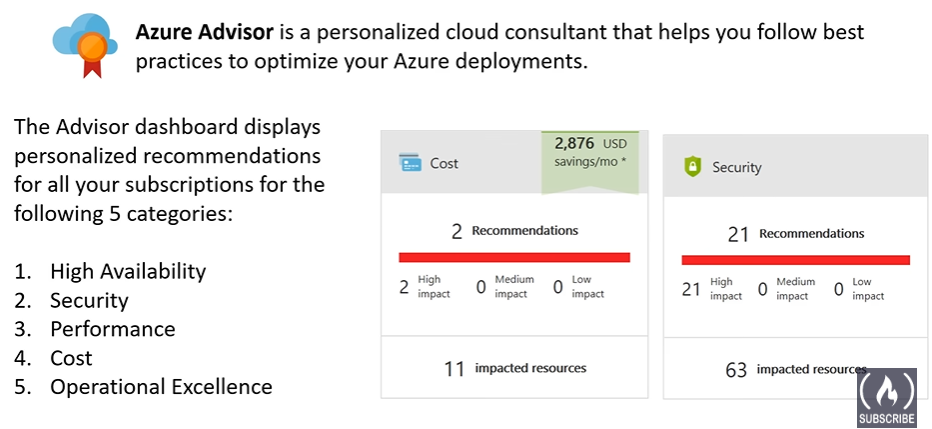 Azure Advisor is a personalized cloud consultant that helps you follow best
practices to optimize your Azure deployments.
The Advisor dashboard displays
personalized recommendations
for all your subscriptions for the
following 5 categories:
1. High Availability
2. Security
3. Performance
4. Cost
5. Operational Excellence
Cost
2,876 USD
savings/mo *
2 Recommendations
2 High impact 0 Medium impact 0 Low impact
11 impacted resources
Security
21 Recommendations
21 High impact 0 Medium impact 0 Low impact
63 impacted resources
SUBSCRIBE